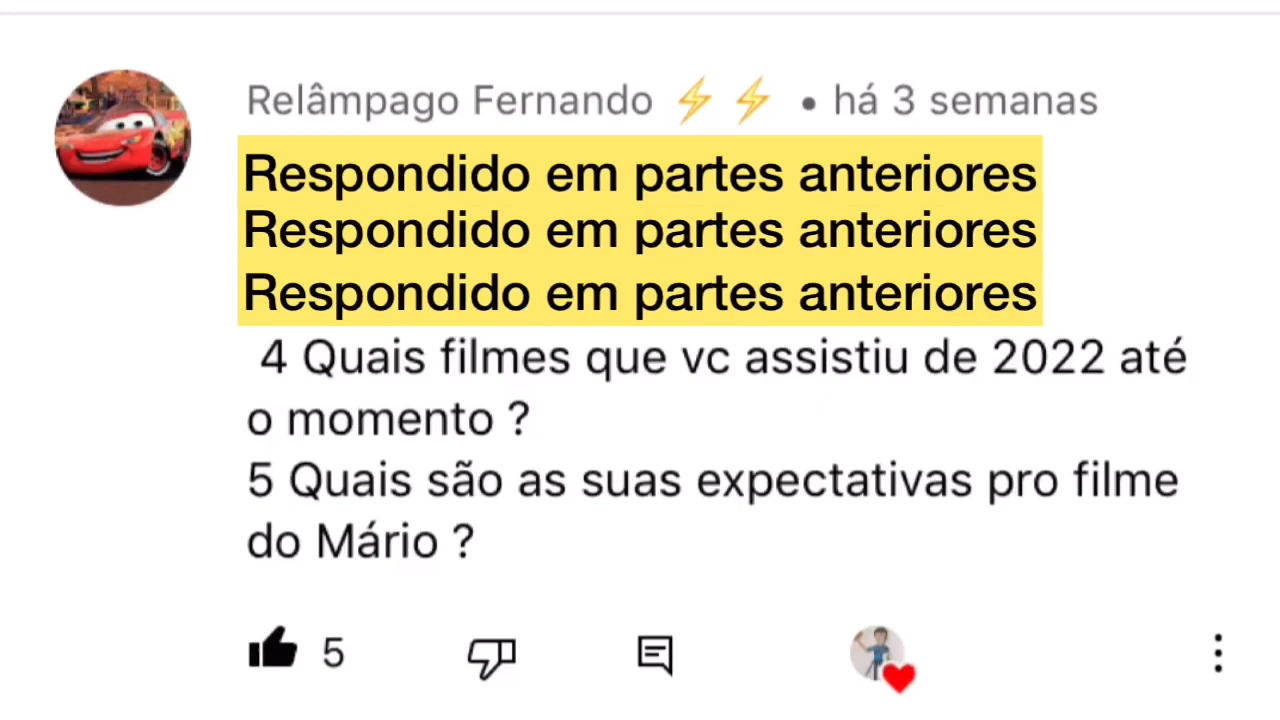 Relâmpago Fernando ⚡ ⚡ • há 3 semanas
Respondido em partes anteriores
Respondido em partes anteriores
Respondido em partes anteriores
4 Quais filmes que vc assistiu de 2022 até
o momento ?
5 Quais são as suas expectativas pro filme
do Mário ?
5